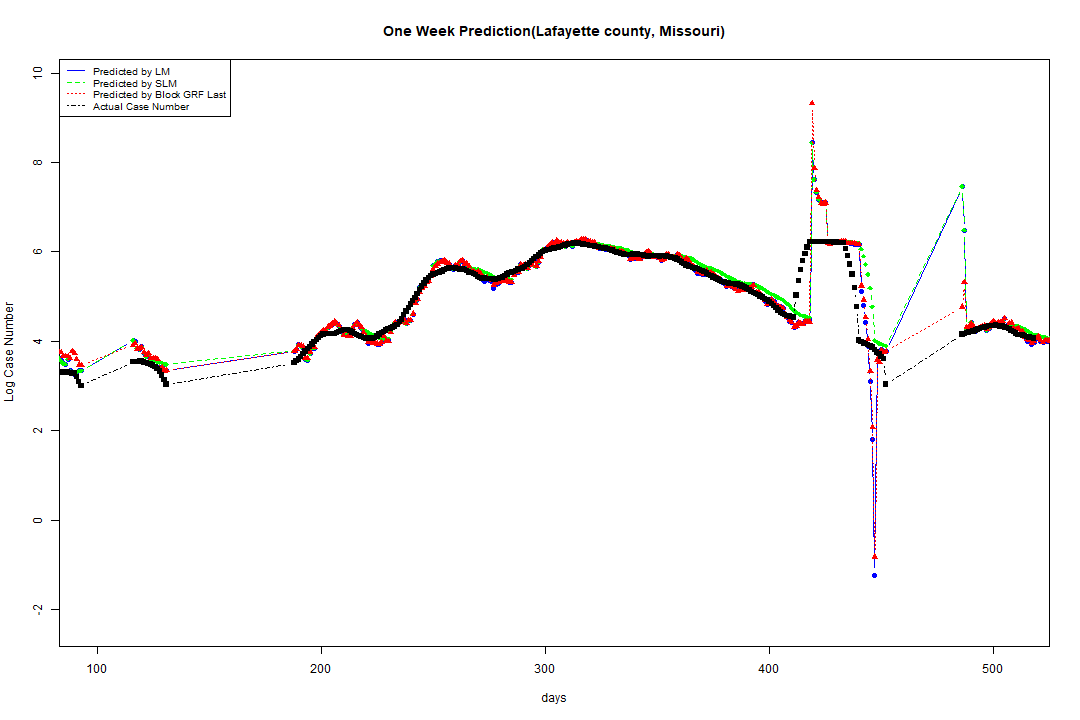 One Week Prediction(Lafayette county, Missouri)
Predicted by LM
Predicted by SLM
Predicted by Block GRF Last
Actual Case Number
Log Case Number
10
8
6
4
2
0
-2
100 200 300 400 500
days